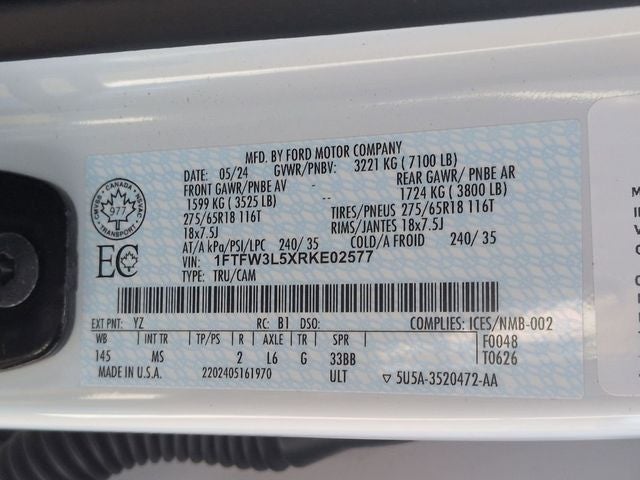 MFD. BY FORD MOTOR COMPANY
DATE: 05/24 GVWR/PNBV: 3221 KG ( 7100 LB)
FRONT GAWR/PNBE AV REAR GAWR/ PNBE AR
1599 KG ( 3525 LB) 1724 KG ( 3800 LB)
275/65R18 116T TIRES/PNEUS 275/65R18 116T
18x7.5J RIMS/JANTES 18x7.5J
AT/A kPa/PSI/LPC 240/ 35 COLD/A FROID 240/ 35
VIN: 1FTFW3L5XRKE02577
TYPE: TRU/CAM
CANADA
977
TRANSPORT
EC
EXT PNT: YZ RC: B1 DSO: COMPLIES: ICES/NMB-002
WB INT TR TP/PS R AXLE TR SPR F0048
145 MS 2 L6 G 33BB T0626
MADE IN U.S.A. 2202405161970 ULT ▽ 5U5A-3520472-AA